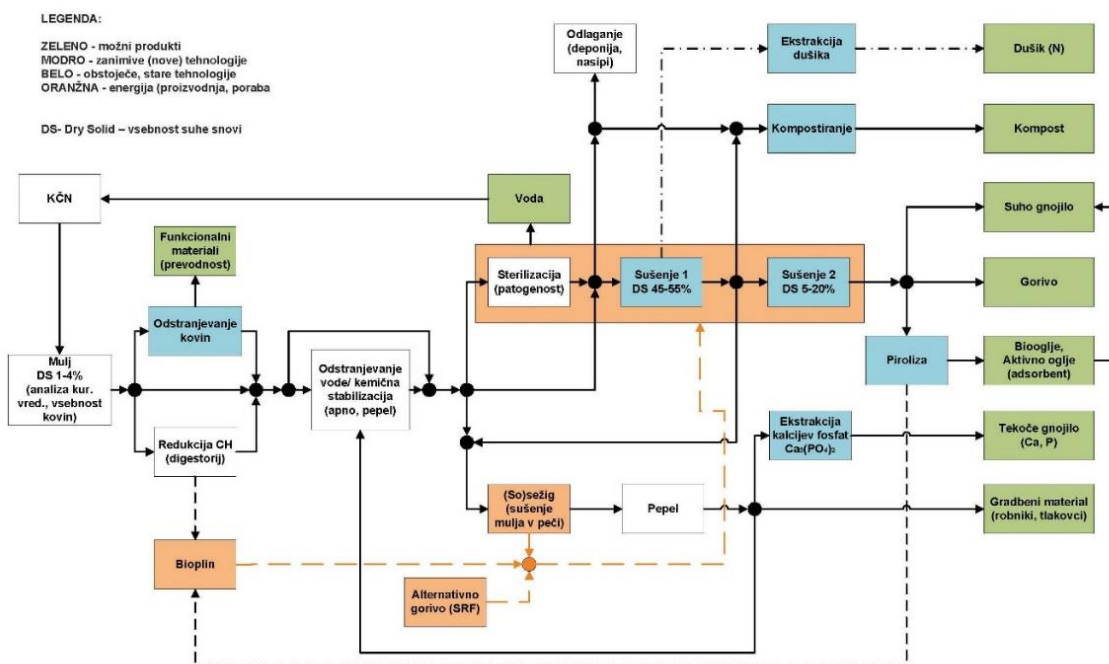 LEGENDA:
ZELENO - možni produkti
MODRO - zanimive (nove) tehnologije
BELO - obstoječe, stare tehnologije
ORANŽNA - energija (proizvodnja, poraba
DS- Dry Solid – vsebnost suhe snovi
Odlaganje
(deponija,
nasipi)
Ekstrakcija
dušika
Dušik (N)
Kompostiranje
Kompost
KČN
Voda
Suho gnojilo
Funkcionalni
materiali
(prevodnost)
Sterilizacija
(patogenost)
Sušenje 1
DS 45-55%
Sušenje 2
DS 5-20%
Gorivo
Odstranjevanje
kovin
Mulj
DS 1-4%
(analiza kur.
vred., vsebnost
kovin)
Odstranjevanje
vode/ kemična
stabilizacija
(apno, pepel)
Piroliza
Biooglje,
Aktivno oglje
(adsorbent)
Redukcija CH
(digestorij)
Ekstrakcija
kalcijev fosfat
Ca₃(PO₄)₂
Tekoče gnojilo
(Ca, P)
(So)sežig
(sušenje
mulja v peči)
Pepel
Gradbeni material
(robniki, tlakovci)
Bioplin
Alternativno
gorivo (SRF)